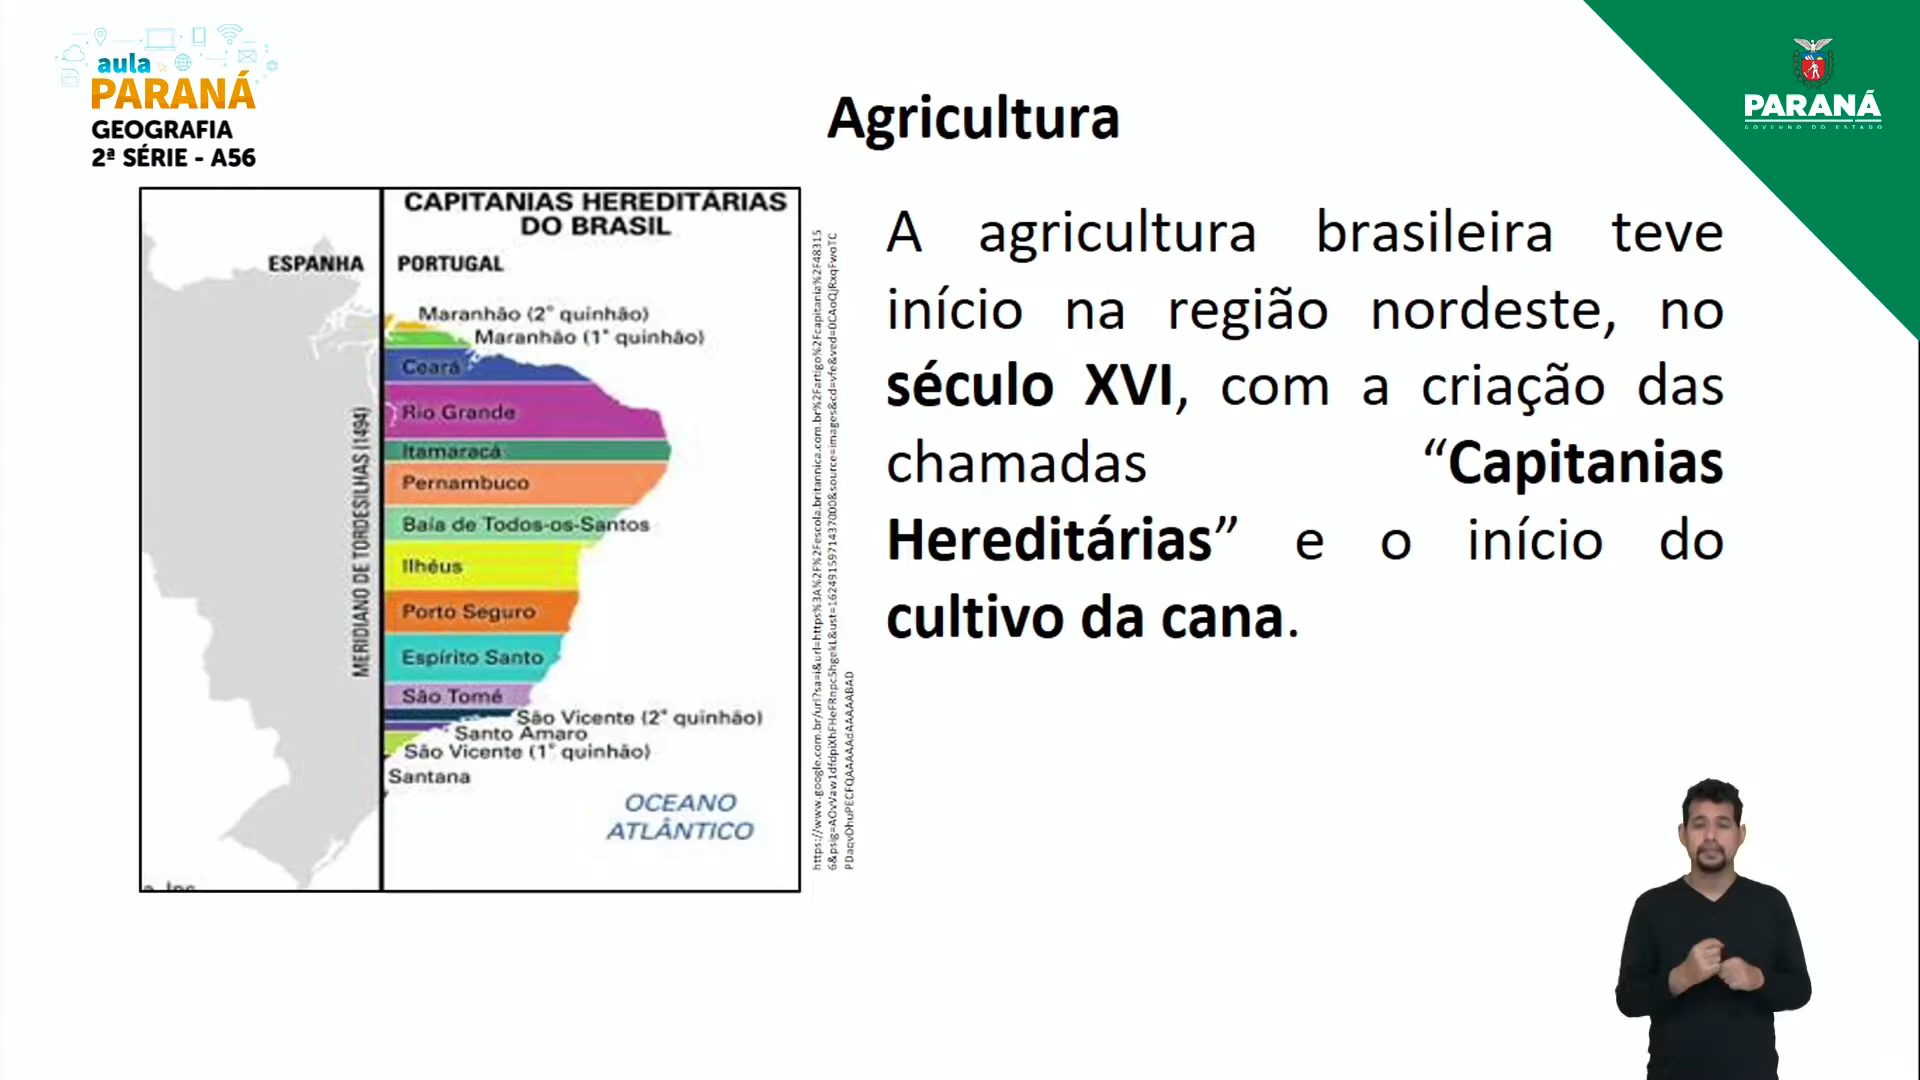 aula
PARANÁ
GEOGRAFIA
2ª SÉRIE - A56
PARANÁ
GOVERNO DO ESTADO
Agricultura
CAPITANIAS HEREDITÁRIAS
DO BRASIL
ESPANHA
PORTUGAL
MERIDIANO DE TORDESILHAS (1494)
Maranhão (2° quinhão)
Maranhão (1° quinhão)
Ceará
Rio Grande
Itamaracá
Pernambuco
Baía de Todos-os-Santos
Ilhéus
Porto Seguro
Espírito Santo
São Tomé
São Vicente (2° quinhão)
Santo Amaro
São Vicente (1° quinhão)
Santana
OCEANO
ATLÂNTICO
A agricultura brasileira teve
início na região nordeste, no
século XVI, com a criação das
chamadas “Capitanias
Hereditárias” e o início do
cultivo da cana.